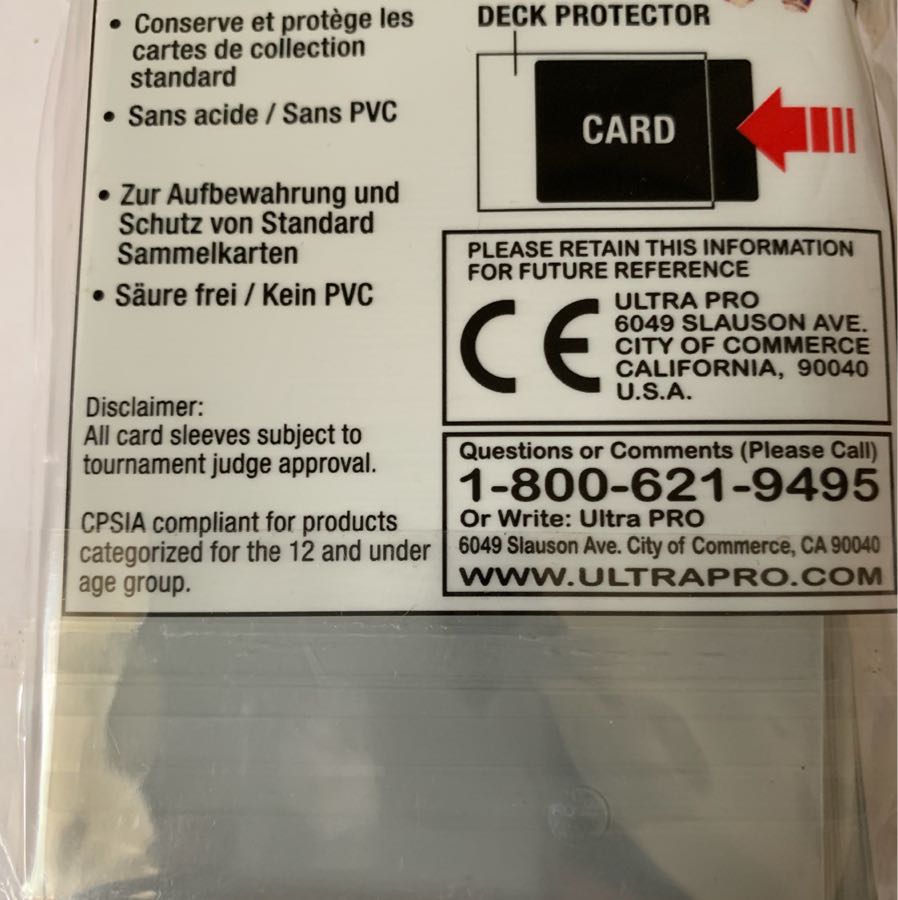 • Conserve et protège les
cartes de collection
standard
• Sans acide / Sans PVC
• Zur Aufbewahrung und
Schutz von Standard
Sammelkarten
• Säure frei / Kein PVC
Disclaimer:
All card sleeves subject to
tournament judge approval.
CPSIA compliant for products
categorized for the 12 and under
age group.
DECK PROTECTOR
CARD
PLEASE RETAIN THIS INFORMATION
FOR FUTURE REFERENCE
CE
ULTRA PRO
6049 SLAUSON AVE.
CITY OF COMMERCE
CALIFORNIA, 90040
U.S.A.
Questions or Comments (Please Call)
1-800-621-9495
Or Write: Ultra PRO
6049 Slauson Ave. City of Commerce, CA 90040
WWW.ULTRAPRO.COM